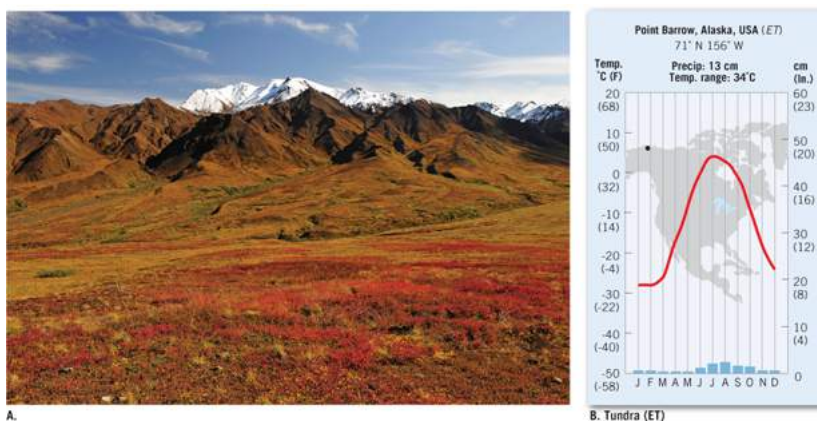 Point Barrow, Alaska, USA (ET)
71° N 156° W
Temp.
°C (F)
Precip: 13 cm
Temp. range: 34°C
cm
(In.)
20
(68)
10
(50)
0
(32)
-10
(14)
-20
(-4)
-30
(-22)
-40
(-40)
-50
(-58)
60
(23)
50
(20)
40
(16)
30
(12)
20
(8)
10
(4)
0
J F M A M J J A S O N D
A.
B. Tundra (ET)